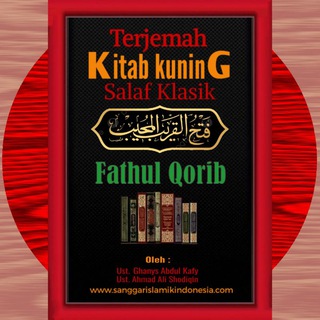 Terjemah
Kitab kuninG
Salaf Klasik
فتح القريب المجيب
Fathul Qorib
Oleh :
Ust. Ghanys Abdul Kafy
Ust. Ahmad Ali Shodiqin
www.sanggarislamikindonesia.com